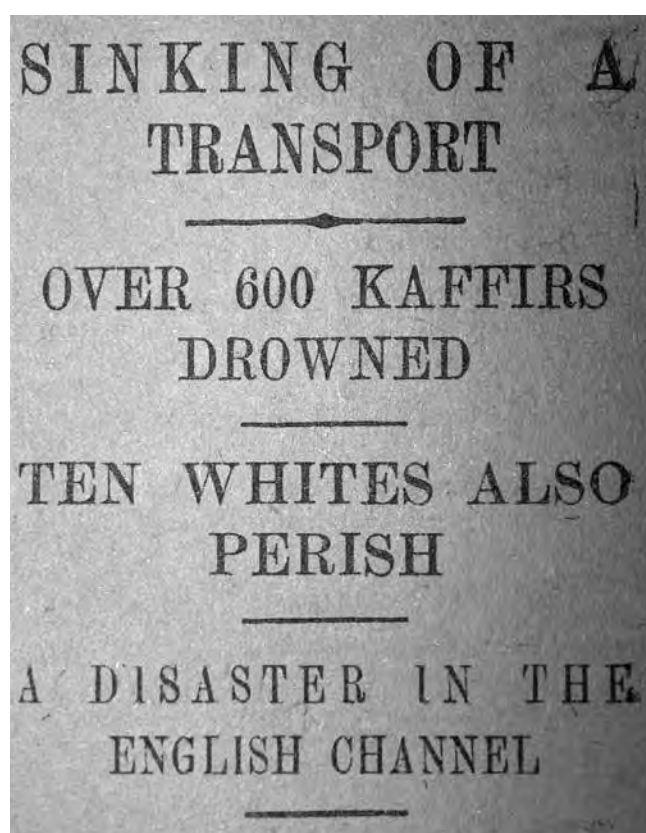 SINKING OF A
TRANSPORT
OVER 600 KAFFIRS
DROWNED
TEN WHITES ALSO
PERISH
A DISASTER IN THE
ENGLISH CHANNEL